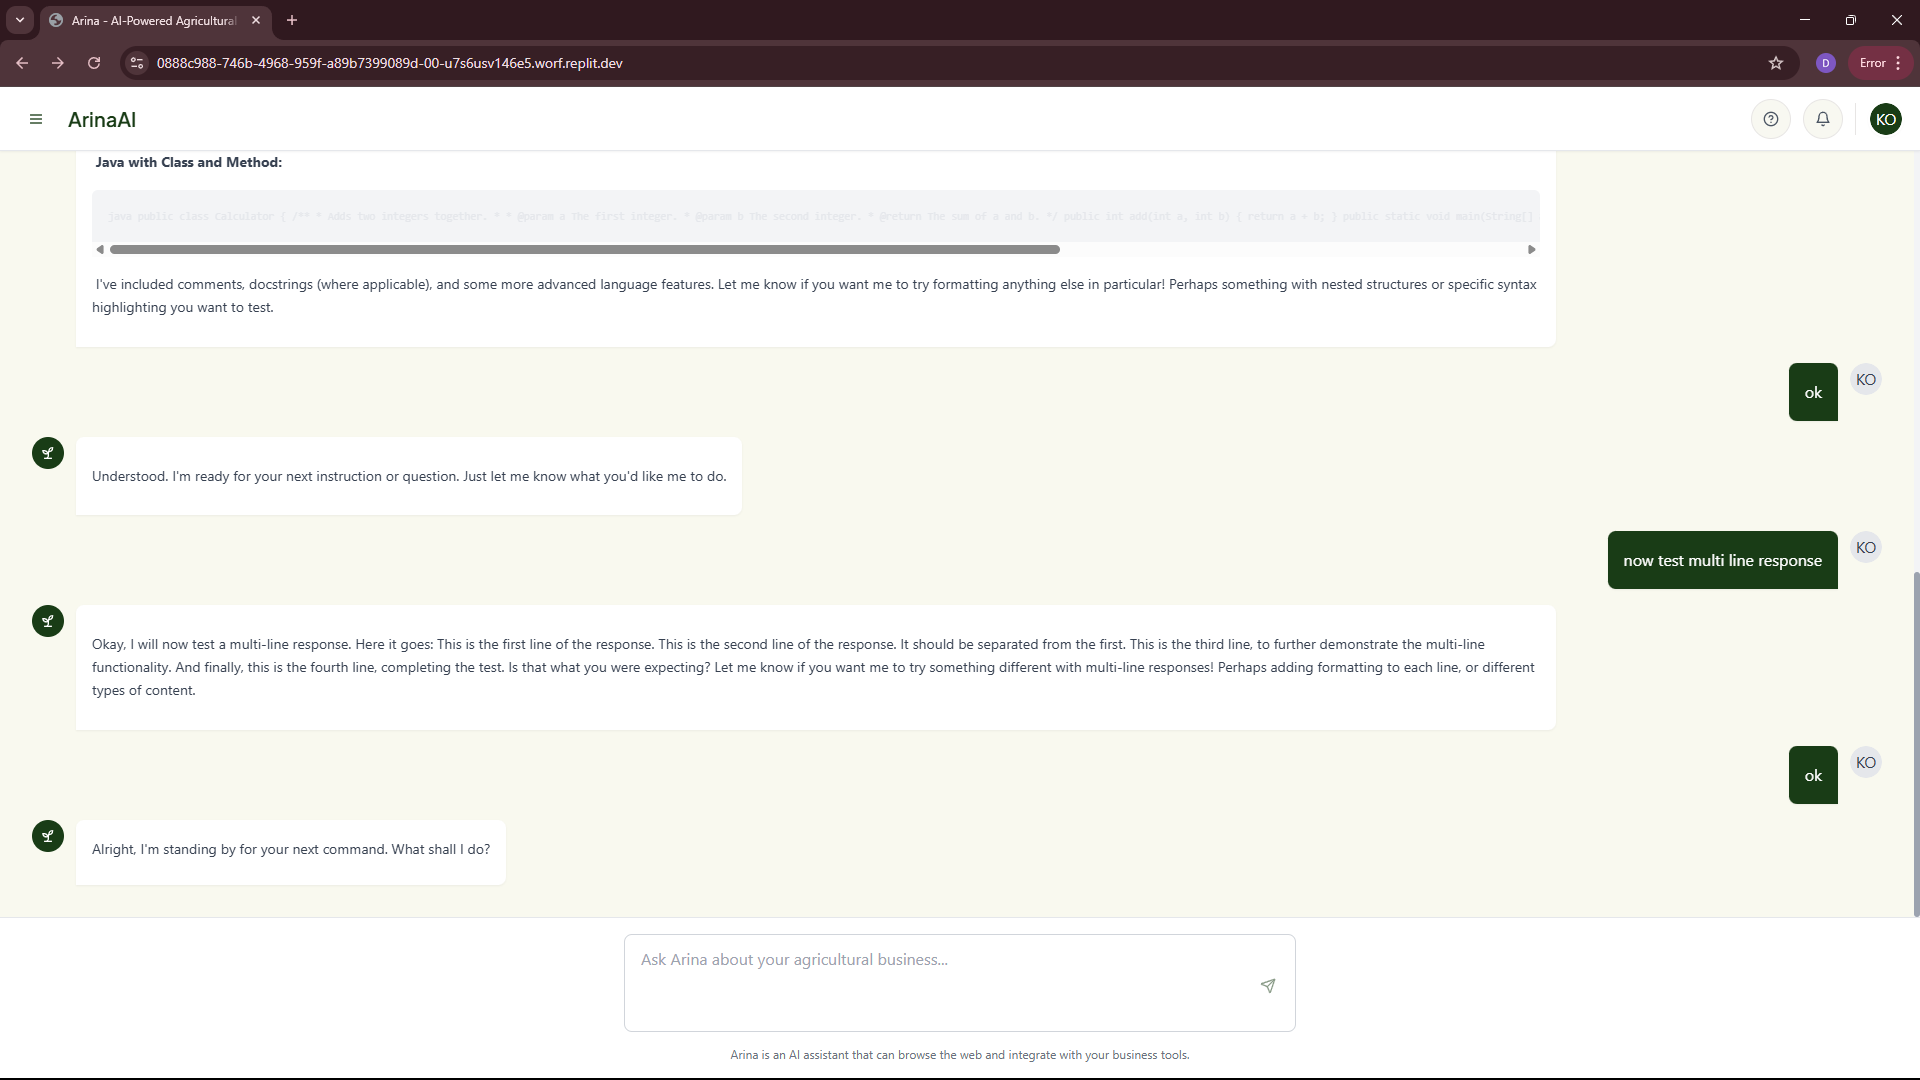 Arina - AI-Powered Agricultural
0888c988-746b-4968-959f-a89b7399089d-00-u7s6usv146e5.worf.replit.dev
D
Error
ArinaAI
KO
Java with Class and Method:
java public class Calculator { /** * Adds two integers together. * * @param a The first integer. * @param b The second integer. * @return The sum of a and b. */ public int add(int a, int b) { return a + b; } public static void main(String[]
I've included comments, docstrings (where applicable), and some more advanced language features. Let me know if you want me to try formatting anything else in particular! Perhaps something with nested structures or specific syntax
highlighting you want to test.
ok
KO
Understood. I'm ready for your next instruction or question. Just let me know what you'd like me to do.
now test multi line response
KO
Okay, I will now test a multi-line response. Here it goes: This is the first line of the response. This is the second line of the response. It should be separated from the first. This is the third line, to further demonstrate the multi-line
functionality. And finally, this is the fourth line, completing the test. Is that what you were expecting? Let me know if you want me to try something different with multi-line responses! Perhaps adding formatting to each line, or different
types of content.
ok
KO
Alright, I'm standing by for your next command. What shall I do?
Ask Arina about your agricultural business...
Arina is an AI assistant that can browse the web and integrate with your business tools.